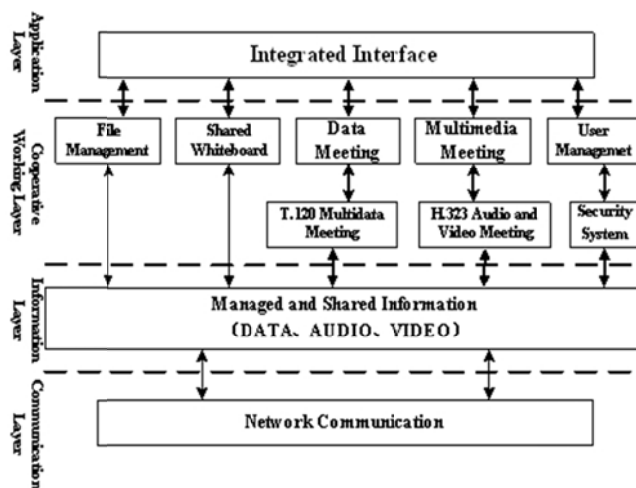 Application
Layer
Integrated Interface
Cooperative
Working Layer
File
Management
Shared
Whiteboard
Data
Meeting
Multimedia
Meeting
User
Managemet
T.120 Multidata
Meeting
H.323 Audio and
Video Meeting
Security
System
Information
Layer
Managed and Shared Information
(DATA、AUDIO、VIDEO)
Communication
Layer
Network Communication